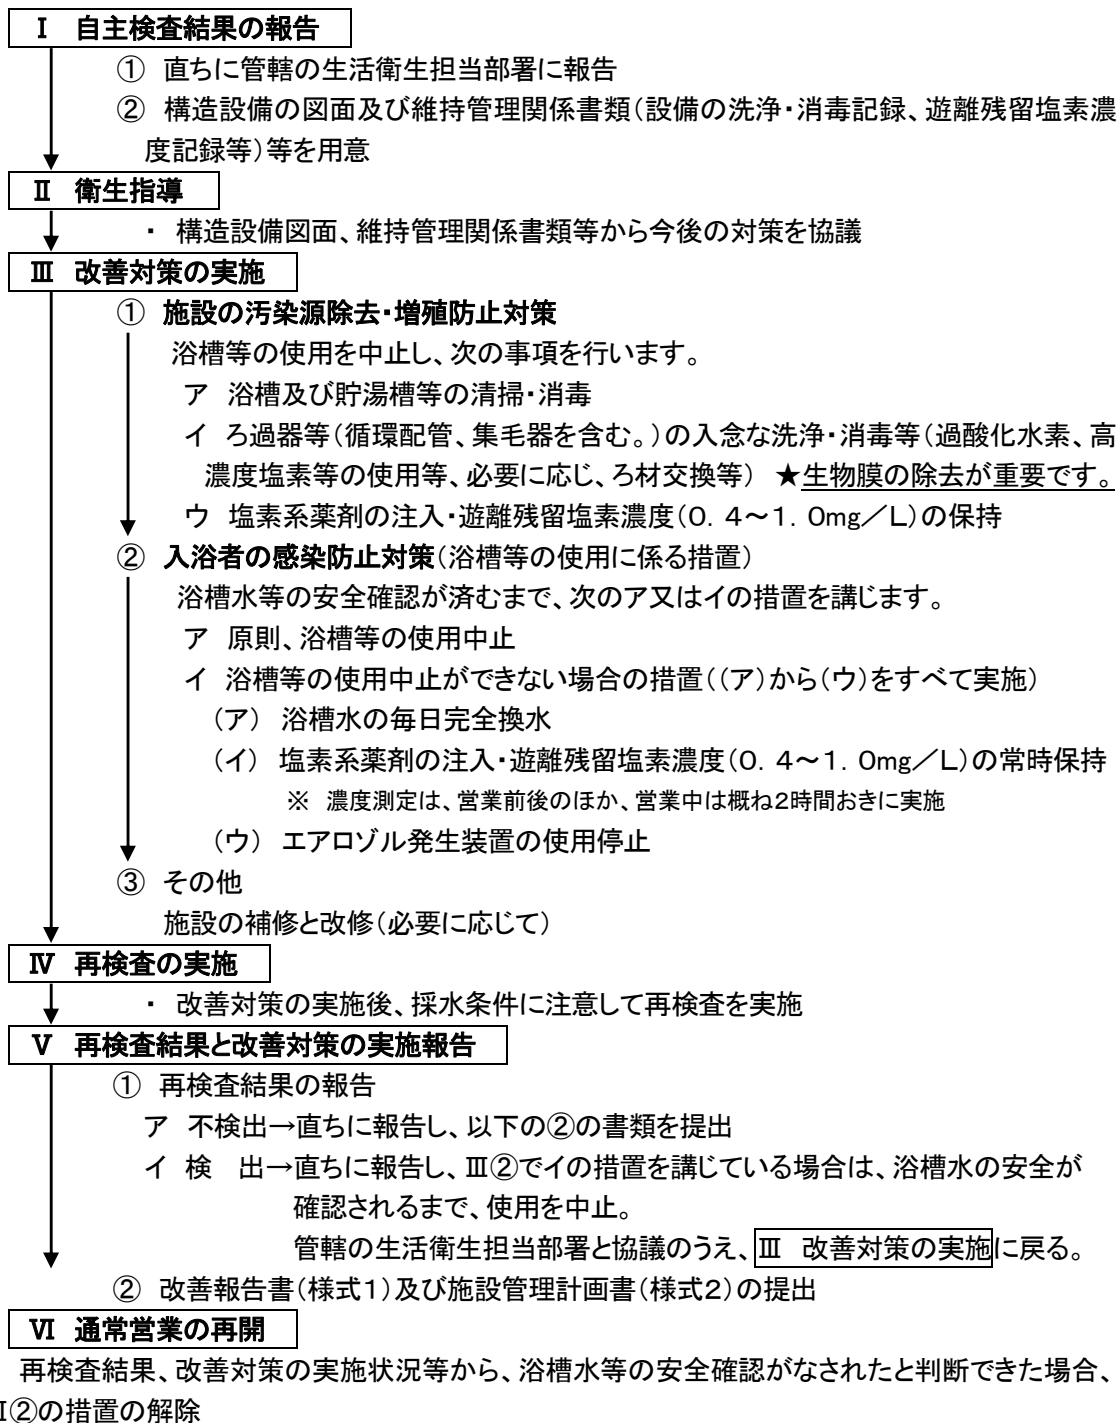 Ⅰ 自主検査結果の報告
① 直ちに管轄の生活衛生担当部署に報告
② 構造設備の図面及び維持管理関係書類(設備の洗浄・消毒記録、遊離残留塩素濃
度記録等)等を用意
Ⅱ 衛生指導
・ 構造設備図面、維持管理関係書類等から今後の対策を協議
Ⅲ 改善対策の実施
① 施設の汚染源除去・増殖防止対策
浴槽等の使用を中止し、次の事項を行います。
ア 浴槽及び貯湯槽等の清掃・消毒
イ ろ過器等(循環配管、集毛器を含む。)の入念な洗浄・消毒等(過酸化水素、高
濃度塩素等の使用等、必要に応じ、ろ材交換等) ★生物膜の除去が重要です。
ウ 塩素系薬剤の注入・遊離残留塩素濃度(0.4~1.0mg/L)の保持
② 入浴者の感染防止対策(浴槽等の使用に係る措置)
浴槽水等の安全確認が済むまで、次のア又はイの措置を講じます。
ア 原則、浴槽等の使用中止
イ 浴槽等の使用中止ができない場合の措置((ア)から(ウ)をすべて実施)
(ア) 浴槽水の毎日完全換水
(イ) 塩素系薬剤の注入・遊離残留塩素濃度(0.4~1.0mg/L)の常時保持
※ 濃度測定は、営業前後のほか、営業中は概ね2時間おきに実施
(ウ) エアロゾル発生装置の使用停止
③ その他
施設の補修と改修(必要に応じて)
Ⅳ 再検査の実施
・ 改善対策の実施後、採水条件に注意して再検査を実施
Ⅴ 再検査結果と改善対策の実施報告
① 再検査結果の報告
ア 不検出→直ちに報告し、以下の②の書類を提出
イ 検 出→直ちに報告し、Ⅲ②でイの措置を講じている場合は、浴槽水の安全が
確認されるまで、使用を中止。
管轄の生活衛生担当部署と協議のうえ、Ⅲ 改善対策の実施に戻る。
② 改善報告書(様式1)及び施設管理計画書(様式2)の提出
Ⅵ 通常営業の再開
再検査結果、改善対策の実施状況等から、浴槽水等の安全確認がなされたと判断できた場合、
②の措置の解除